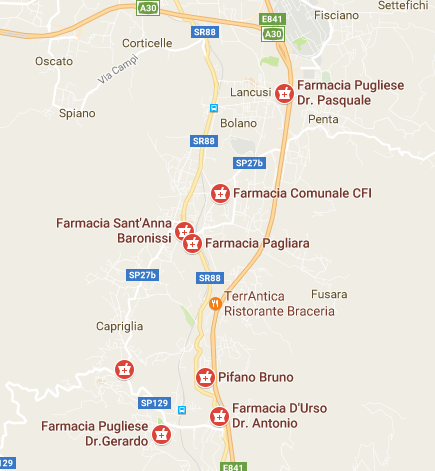 Settefichi
A30
E841
Fisciano
SR88
A30
Corticelle
Oscato
Via Campi
Lancusi
Farmacia Pugliese
Dr. Pasquale
Spiano
Bolano
Penta
SR88
SP27b
Farmacia Comunale CFI
Farmacia Sant'Anna
Baronissi
Farmacia Pagliara
SP27b
SR88
TerrAntica
Ristorante Braceria
Fusara
Capriglia
Pifano Bruno
SP129
Farmacia D'Urso
Dr. Antonio
Farmacia Pugliese
Dr.Gerardo
129
E841